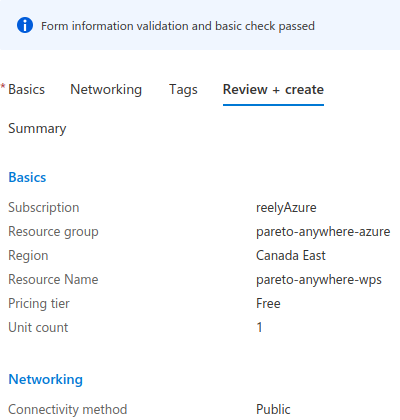 Form information validation and basic check passed
* Basics Networking Tags Review + create
Summary
Basics
Subscription reelyAzure
Resource group pareto-anywhere-azure
Region Canada East
Resource Name pareto-anywhere-wps
Pricing tier Free
Unit count 1
Networking
Connectivity method Public